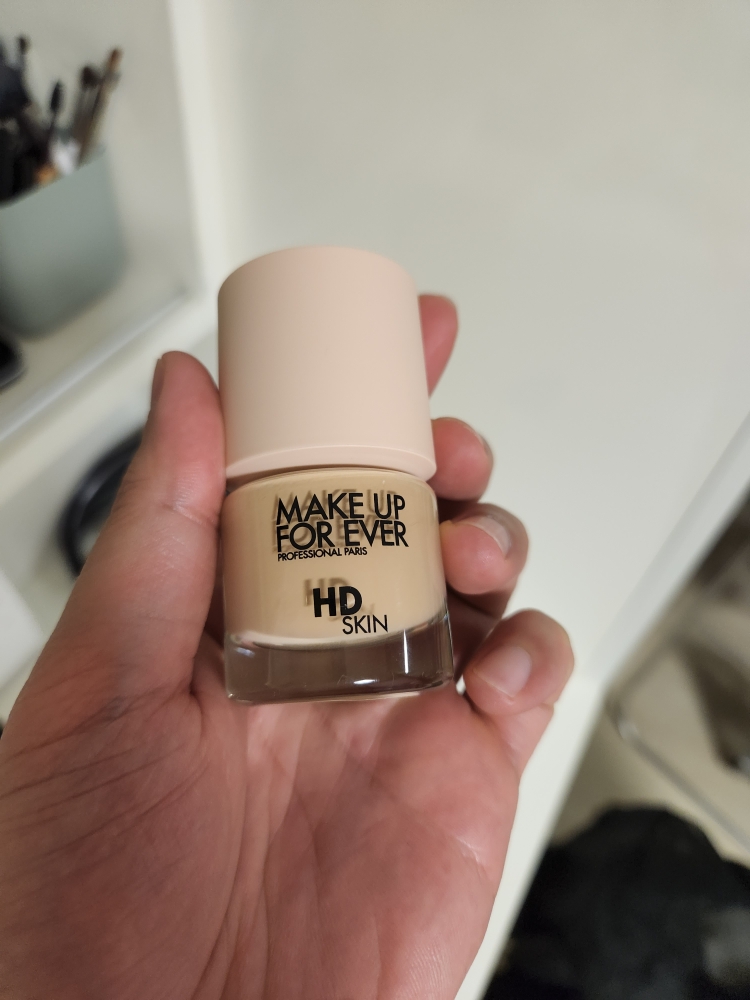 MAKE UP
FOR EVER
PROFESSIONAL PARIS
HD
SKIN